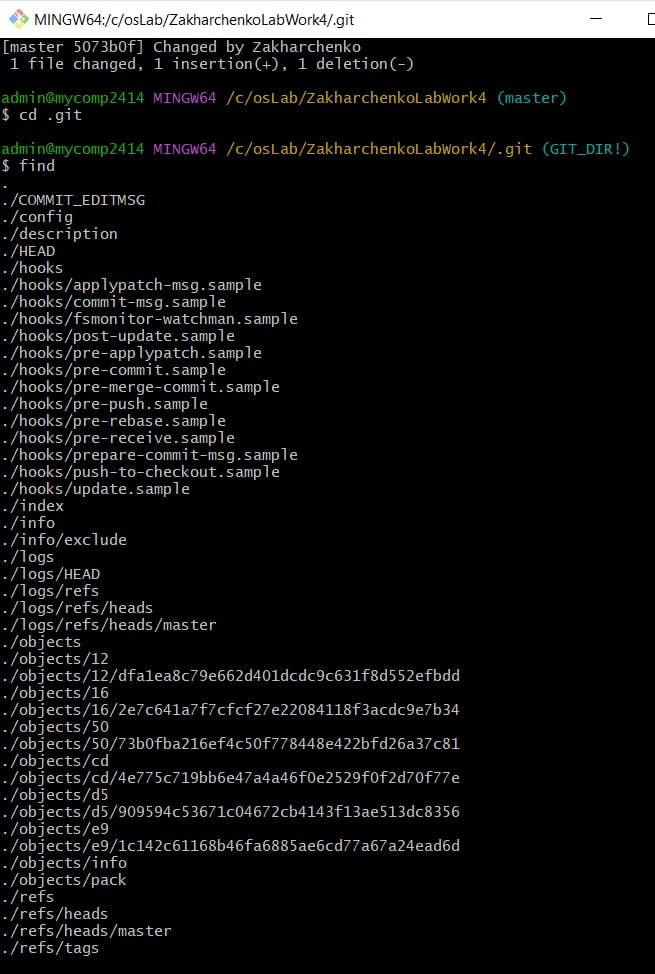 MINGW64:/c/osLab/ZakharchenkoLabWork4/.git
[master 5073b0f] Changed by Zakharchenko
 1 file changed, 1 insertion(+), 1 deletion(-)
admin@mycomp2414 MINGW64 /c/osLab/ZakharchenkoLabWork4 (master)
$ cd .git
admin@mycomp2414 MINGW64 /c/osLab/ZakharchenkoLabWork4/.git (GIT_DIR!)
$ find
.
./COMMIT_EDITMSG
./config
./description
./HEAD
./hooks
./hooks/applypatch-msg.sample
./hooks/commit-msg.sample
./hooks/fsmonitor-watchman.sample
./hooks/post-update.sample
./hooks/pre-applypatch.sample
./hooks/pre-commit.sample
./hooks/pre-merge-commit.sample
./hooks/pre-push.sample
./hooks/pre-rebase.sample
./hooks/pre-receive.sample
./hooks/prepare-commit-msg.sample
./hooks/push-to-checkout.sample
./hooks/update.sample
./index
./info
./info/exclude
./logs
./logs/HEAD
./logs/refs
./logs/refs/heads
./logs/refs/heads/master
./objects
./objects/12
./objects/12/dfa1ea8c79e662d401dcdc9c631f8d552efbdd
./objects/16
./objects/16/2e7c641a7f7cfcf27e22084118f3acdc9e7b34
./objects/50
./objects/50/73b0fba216ef4c50f778448e422bfd26a37c81
./objects/cd
./objects/cd/4e775c719bb6e47a4a46f0e2529f0f2d70f77e
./objects/d5
./objects/d5/909594c53671c04672cb4143f13ae513dc8356
./objects/e9
./objects/e9/1c142c61168b46fa6885ae6cd77a67a24ead6d
./objects/info
./objects/pack
./refs
./refs/heads
./refs/heads/master
./refs/tags